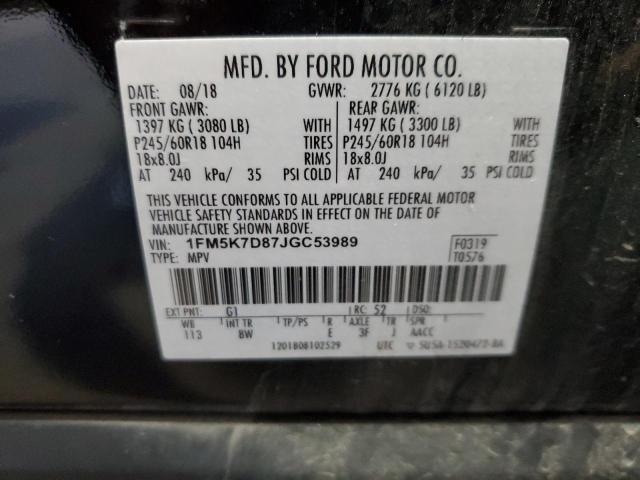 MFD. BY FORD MOTOR CO.
DATE: 08/18 GVWR: 2776 KG ( 6120 LB)
FRONT GAWR: REAR GAWR:
1397 KG ( 3080 LB) WITH 1497 KG ( 3300 LB) WITH
P245/60R18 104H TIRES P245/60R18 104H TIRES
18x8.0J RIMS 18x8.0J RIMS
AT 240 kPa/ 35 PSI COLD AT 240 kPa/ 35 PSI COLD
THIS VEHICLE CONFORMS TO ALL APPLICABLE FEDERAL MOTOR
VEHICLE SAFETY STANDARDS IN EFFECT ON THE DATE OF
MANUFACTURE SHOWN ABOVE.
VIN: 1FM5K7D87JGC53989 F0319
TYPE: MPV T0576
EXT PNT: G1 RC: 52 DSO:
WB INT TR TP/PS R AXLE TR SPR
113 8W E 3F J AACC
1201808102529 UTC 5U5A-1520472-BA